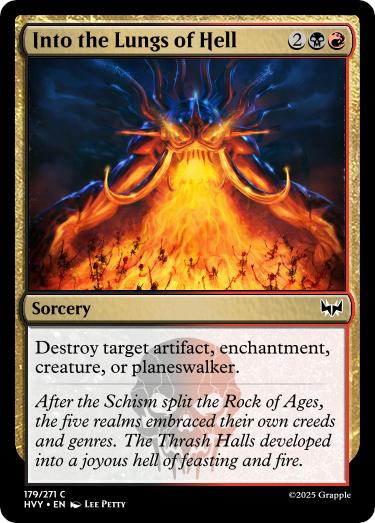 Into the Lungs of Hell 2
Sorcery
Destroy target artifact, enchantment,
creature, or planeswalker.
After the Schism split the Rock of Ages,
the five realms embraced their own creeds
and genres. The Thrash Halls developed
into a joyous hell of feasting and fire.
179/271 C
HVY • EN Lee Petty
©2025 Grapple